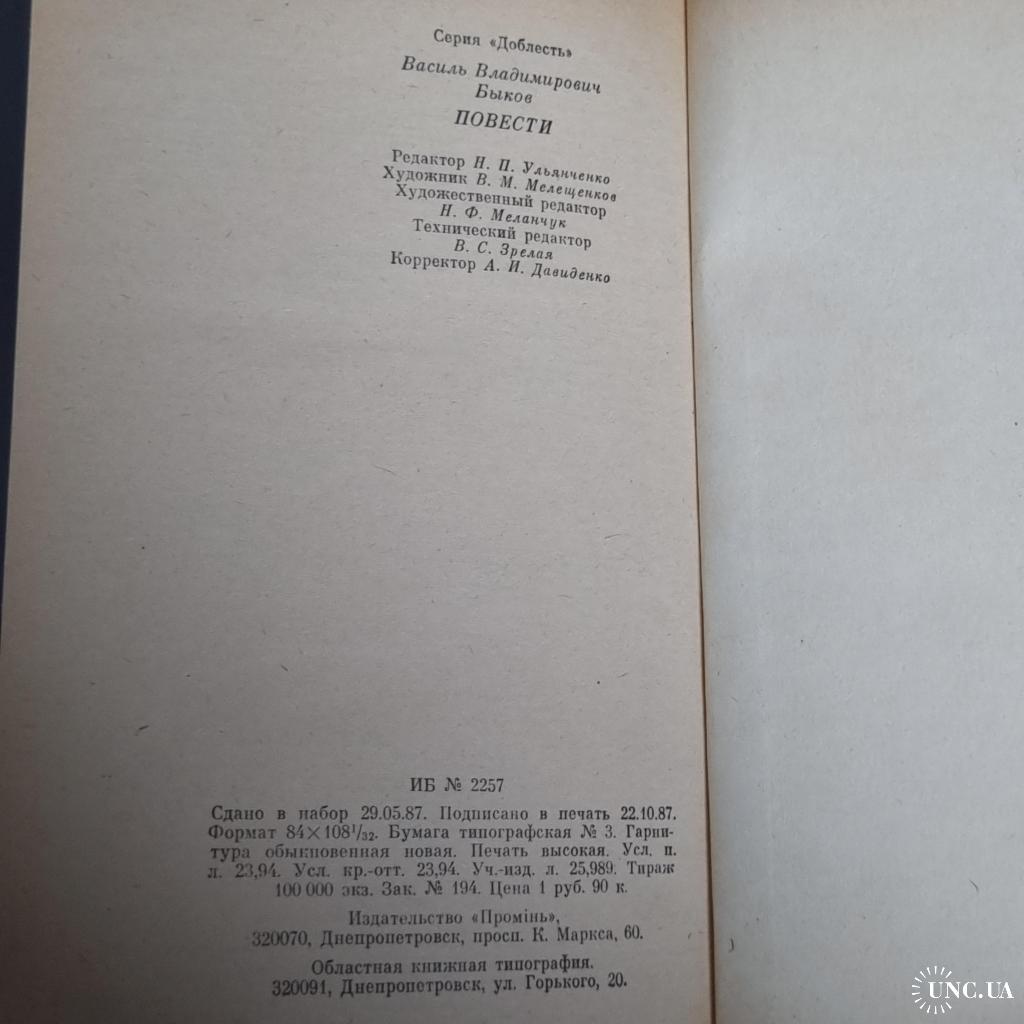 Серия «Доблесть»
Василь Владимирович
Быков
ПОВЕСТИ
Редактор Н. П. Ульянченко
Художник В. М. Мелещенков
Художественный редактор
Н. Ф. Меланчук
Технический редактор
В. С. Зрелая
Корректор А. И. Давиденко
ИБ № 2257
Сдано в набор 29.05.87. Подписано в печать 22.10.87.
Формат 84×108¹/₃₂. Бумага типографская № 3. Гарни-
тура обыкновенная новая. Печать высокая. Усл. п.
л. 23,94. Усл. кр.-отт. 23,94. Уч.-изд. л. 25,989. Тираж
100 000 экз. Зак. № 194. Цена 1 руб. 90 к.
Издательство «Промінь»,
320070, Днепропетровск, просп. К. Маркса, 60.
Областная книжная типография.
320091, Днепропетровск, ул. Горького, 20.
UNC.UA